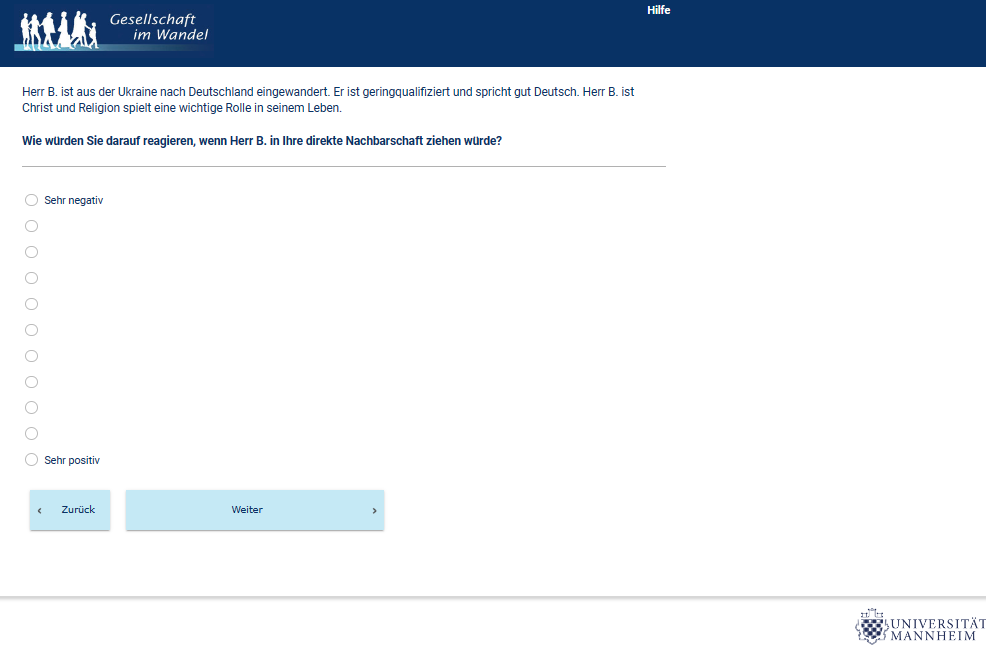 Gesellschaft
im Wandel
Hilfe
Herr B. ist aus der Ukraine nach Deutschland eingewandert. Er ist geringqualifiziert und spricht gut Deutsch. Herr B. ist
Christ und Religion spielt eine wichtige Rolle in seinem Leben.
Wie würden Sie darauf reagieren, wenn Herr B. in Ihre direkte Nachbarschaft ziehen würde?
Sehr negativ
Sehr positiv
‹ Zurück
Weiter ›
UNIVERSITÄT
MANNHEIM